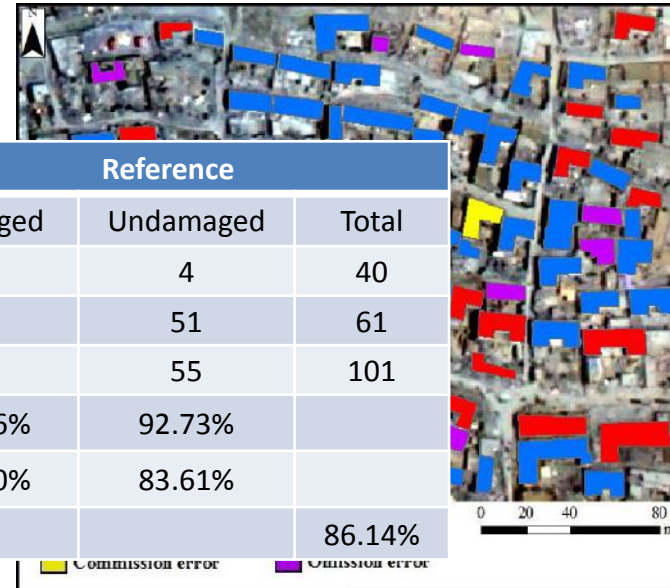 N
Reference
Undamaged Total
4 40
51 61
55 101
92.73%
83.61%
86.14%
0 20 40 80
Commission error Omission error